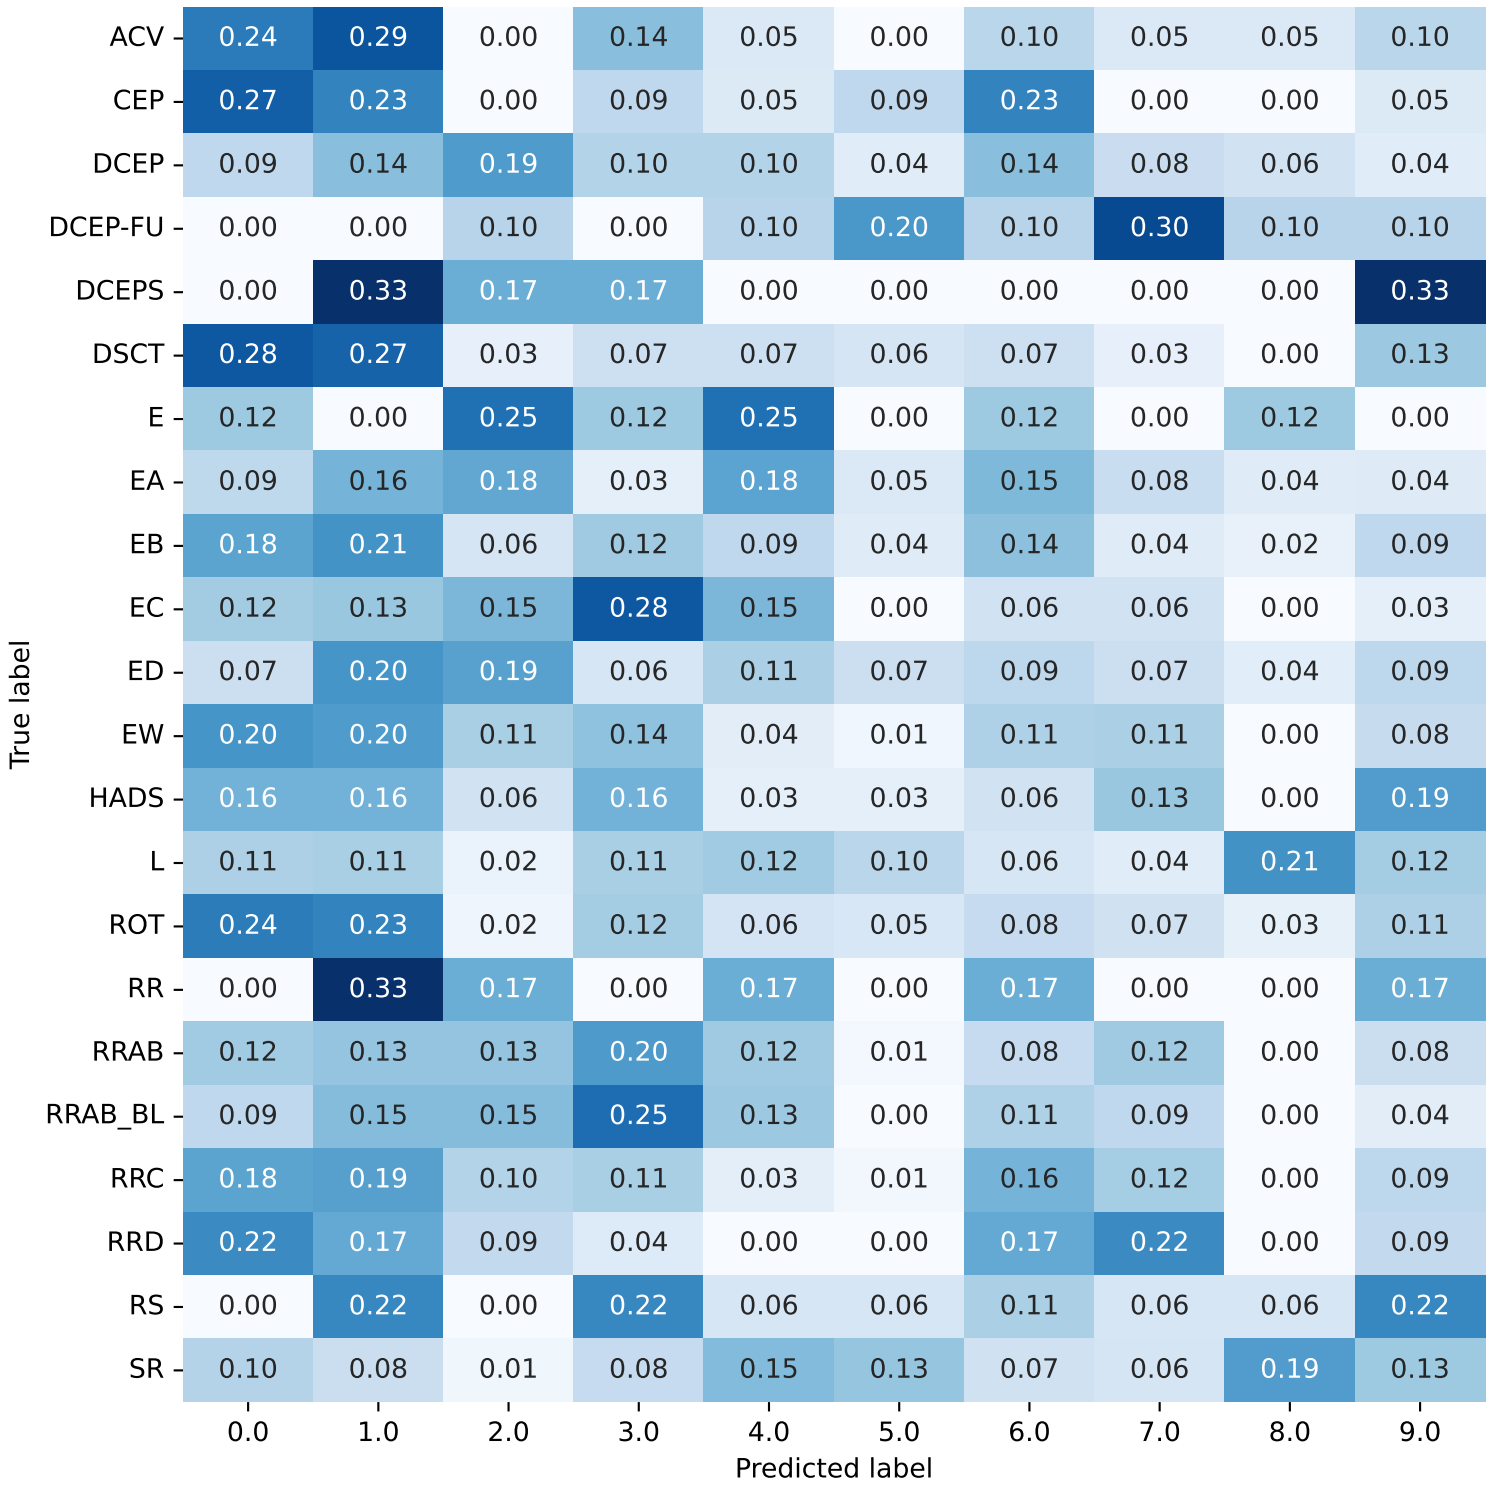 ACV 0.24 0.29 0.00 0.14 0.05 0.00 0.10 0.05 0.05 0.10
CEP 0.27 0.23 0.00 0.09 0.05 0.09 0.23 0.00 0.00 0.05
DCEP 0.09 0.14 0.19 0.10 0.10 0.04 0.14 0.08 0.06 0.04
DCEP-FU 0.00 0.00 0.10 0.00 0.10 0.20 0.10 0.30 0.10 0.10
DCEPS 0.00 0.33 0.17 0.17 0.00 0.00 0.00 0.00 0.00 0.33
DSCT 0.28 0.27 0.03 0.07 0.07 0.06 0.07 0.03 0.00 0.13
E 0.12 0.00 0.25 0.12 0.25 0.00 0.12 0.00 0.12 0.00
EA 0.09 0.16 0.18 0.03 0.18 0.05 0.15 0.08 0.04 0.04
EB 0.18 0.21 0.06 0.12 0.09 0.04 0.14 0.04 0.02 0.09
EC 0.12 0.13 0.15 0.28 0.15 0.00 0.06 0.06 0.00 0.03
ED 0.07 0.20 0.19 0.06 0.11 0.07 0.09 0.07 0.04 0.09
EW 0.20 0.20 0.11 0.14 0.04 0.01 0.11 0.11 0.00 0.08
HADS 0.16 0.16 0.06 0.16 0.03 0.03 0.06 0.13 0.00 0.19
L 0.11 0.11 0.02 0.11 0.12 0.10 0.06 0.04 0.21 0.12
ROT 0.24 0.23 0.02 0.12 0.06 0.05 0.08 0.07 0.03 0.11
RR 0.00 0.33 0.17 0.00 0.17 0.00 0.17 0.00 0.00 0.17
RRAB 0.12 0.13 0.13 0.20 0.12 0.01 0.08 0.12 0.00 0.08
RRAB_BL 0.09 0.15 0.15 0.25 0.13 0.00 0.11 0.09 0.00 0.04
RRC 0.18 0.19 0.10 0.11 0.03 0.01 0.16 0.12 0.00 0.09
RRD 0.22 0.17 0.09 0.04 0.00 0.00 0.17 0.22 0.00 0.09
RS 0.00 0.22 0.00 0.22 0.06 0.06 0.11 0.06 0.06 0.22
SR 0.10 0.08 0.01 0.08 0.15 0.13 0.07 0.06 0.19 0.13
0.0 1.0 2.0 3.0 4.0 5.0 6.0 7.0 8.0 9.0
Predicted label
True label